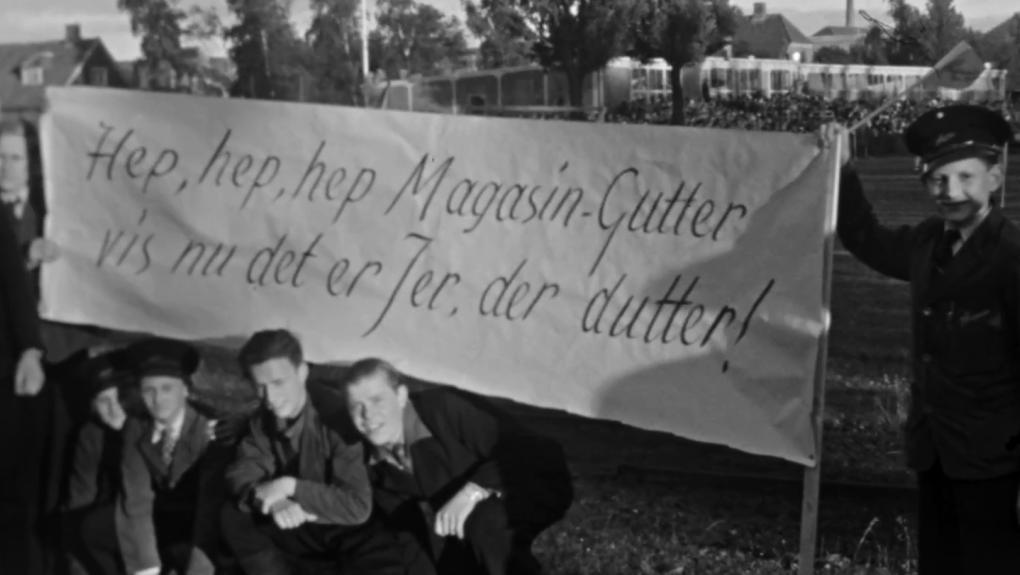 Hep, hep, hep Magasin-Gutter
vis nu det er Jer, der dutter!